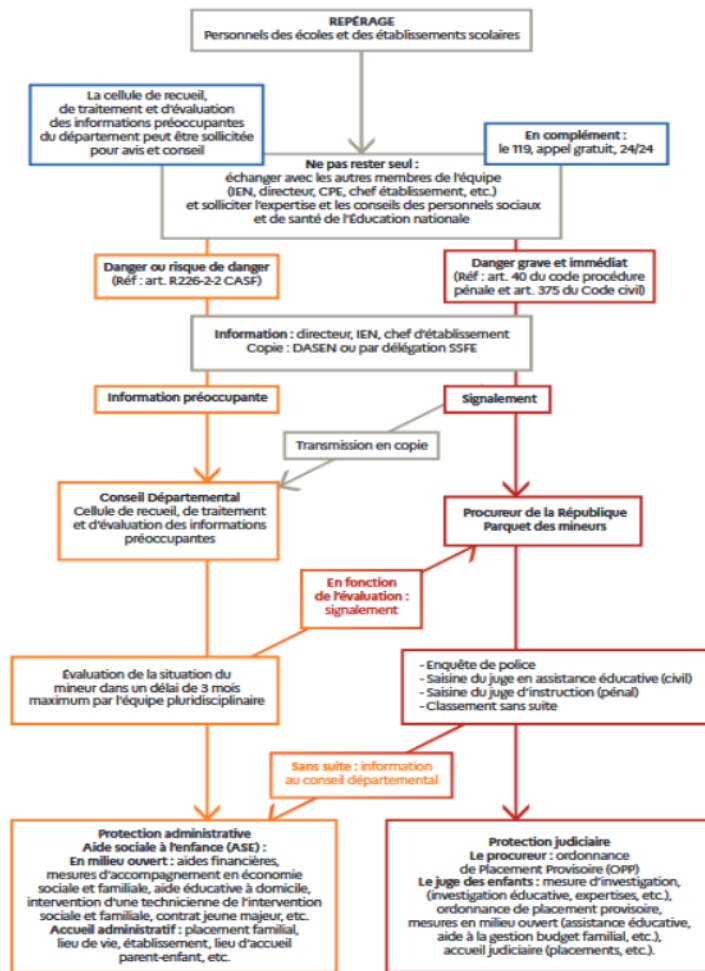 REPÉRAGE
Personnels des écoles et des établissements scolaires
La cellule de recueil,
de traitement et d'évaluation
des informations préoccupantes
du département peut être sollicitée
pour avis et conseil
En complément :
le 119, appel gratuit, 24/24
Ne pas rester seul :
échanger avec les autres membres de l'équipe
(IEN, directeur, CPE, chef établissement, etc.)
et solliciter l'expertise et les conseils des personnels sociaux
et de santé de l'Éducation nationale
Danger ou risque de danger
(Réf : art. R226-2-2 CASF)
Danger grave et immédiat
(Réf : art. 40 du code procédure
pénale et art. 375 du Code civil)
Information : directeur, IEN, chef d'établissement
Copie : DASEN ou par délégation SSFE
Information préoccupante
Signalement
Transmission en copie
Conseil Départemental
Cellule de recueil, de traitement
et d'évaluation des informations
préoccupantes
Procureur de la République
Parquet des mineurs
En fonction
de l'évaluation :
signalement
Évaluation de la situation du
mineur dans un délai de 3 mois
maximum par l'équipe pluridisciplinaire
- Enquête de police
- Saisine du juge en assistance éducative (civil)
- Saisine du juge d'instruction (pénal)
- Classement sans suite
Sans suite : information
au conseil départemental
Protection administrative
Aide sociale à l'enfance (ASE) :
En milieu ouvert : aides financières,
mesures d'accompagnement en économie
sociale et familiale, aide éducative à domicile,
intervention d'une technicienne de l'intervention
sociale et familiale, contrat jeune majeur, etc.
Accueil administratif : placement familial,
lieu de vie, établissement, lieu d'accueil
parent-enfant, etc.
Protection judiciaire
Le procureur : ordonnance
de Placement Provisoire (OPP)
Le juge des enfants : mesure d'investigation,
(investigation éducative, expertises, etc.),
ordonnance de placement provisoire,
mesures en milieu ouvert (assistance éducative,
aide à la gestion budget familial, etc.),
accueil judiciaire (placements, etc.).